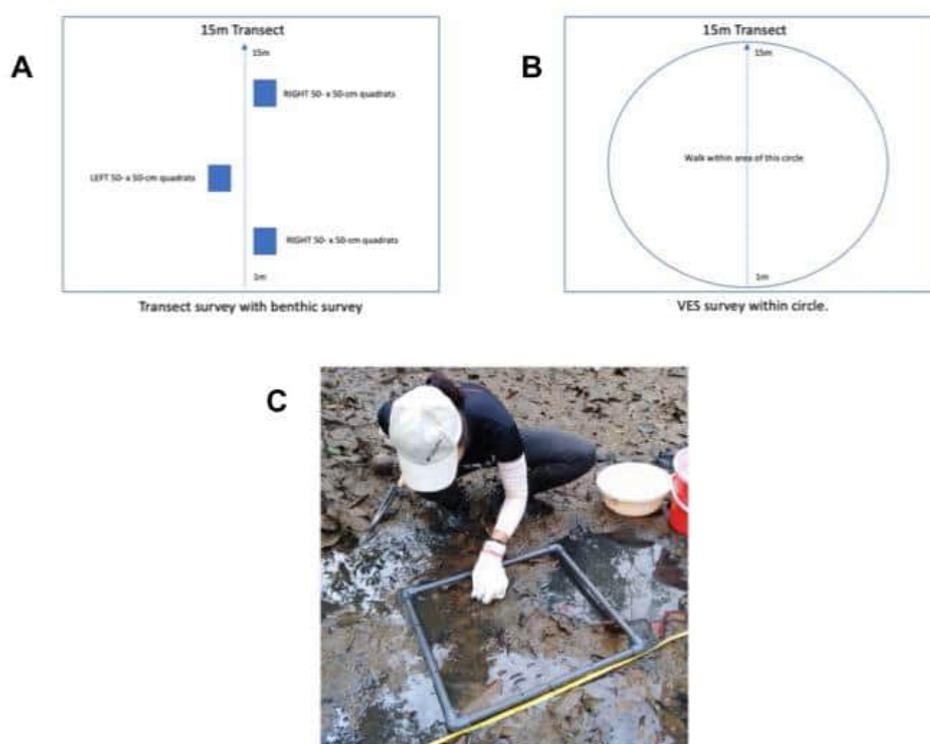 A
15m Transect
15m
RIGHT 50- x 50-cm quadrats
LEFT 50- x 50-cm quadrats
RIGHT 50- x 50-cm quadrats
1m
Transect survey with benthic survey
B
15m Transect
15m
Walk within area of this circle
1m
VES survey within circle.
C